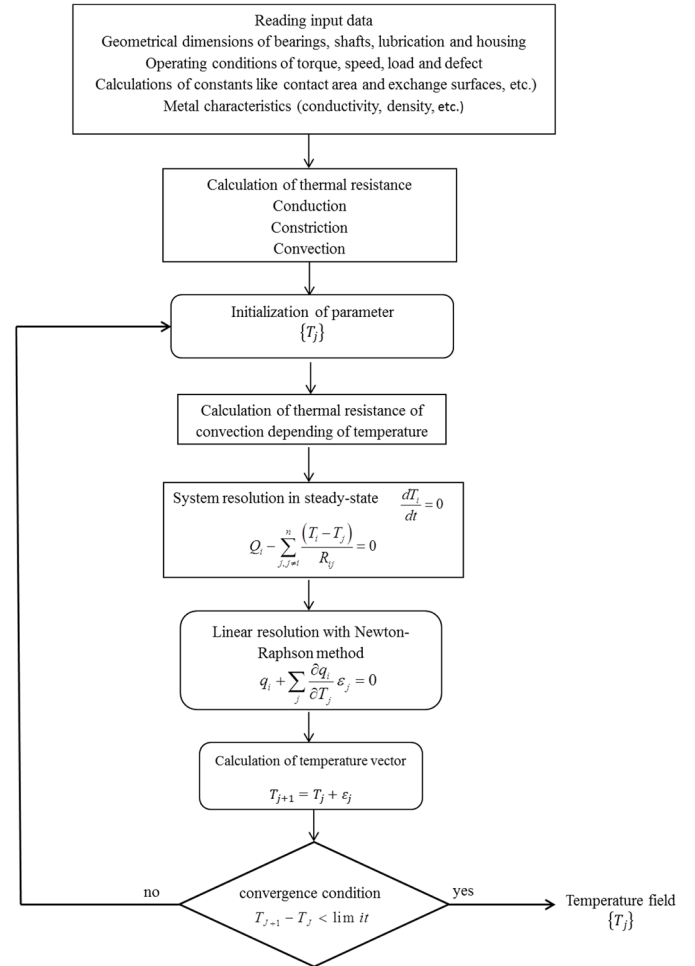 Reading input data
Geometrical dimensions of bearings, shafts, lubrication and housing
Operating conditions of torque, speed, load and defect
Calculations of constants like contact area and exchange surfaces, etc.)
Metal characteristics (conductivity, density, etc.)
Calculation of thermal resistance
Conduction
Constriction
Convection
Initialization of parameter
{T_j}
Calculation of thermal resistance of
convection depending of temperature
System resolution in steady-state dT_i/dt = 0
Q_i − ∑_{j,j≠i}^{n} (T_i − T_j)/R_ij = 0
Linear resolution with Newton-
Raphson method
q_i + ∑_j ∂q_i/∂T_j ε_j = 0
Calculation of temperature vector
T_{j+1} = T_j + ε_j
no
convergence condition
yes
T_{J+1} − T_J < lim it
Temperature field
{T_j}